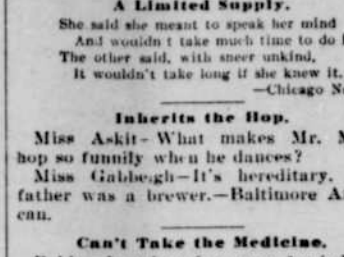 A Limited Supply.
She said she meant to speak her mind
And wouldn t take much time to do
The other said, with sneer unkind,
It wouldn't take long if she knew it.
—Chicago
Inherits the Hop.
Miss Askit—What makes Mr.
hop so funnily when he dances?
Miss Gabbeigh—It's hereditary.
father was a brewer.—Baltimore
can.
Can't Take the Medicine.